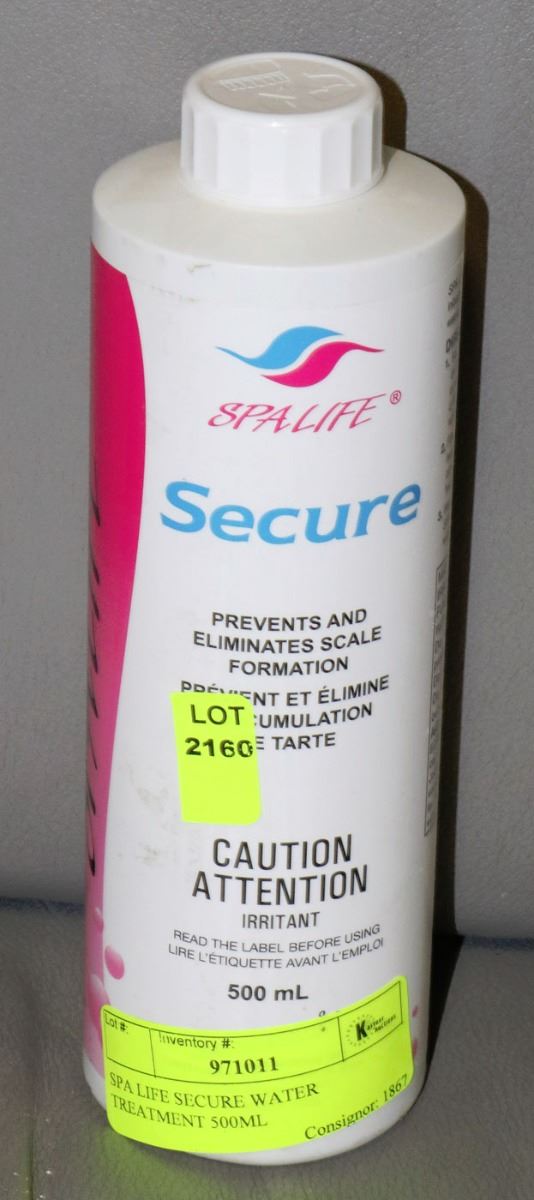 SPA LIFE ®
Secure
PREVENTS AND
ELIMINATES SCALE
FORMATION
PRÉVIENT ET ÉLIMINE
CUMULATION
E TARTE
LOT
2160
CAUTION
ATTENTION
IRRITANT
READ THE LABEL BEFORE USING
LIRE L'ÉTIQUETTE AVANT L'EMPLOI
500 mL
Lot #:
Inventory #:
971011
SPA LIFE SECURE WATER
TREATMENT 500ML
Consignor: 1867